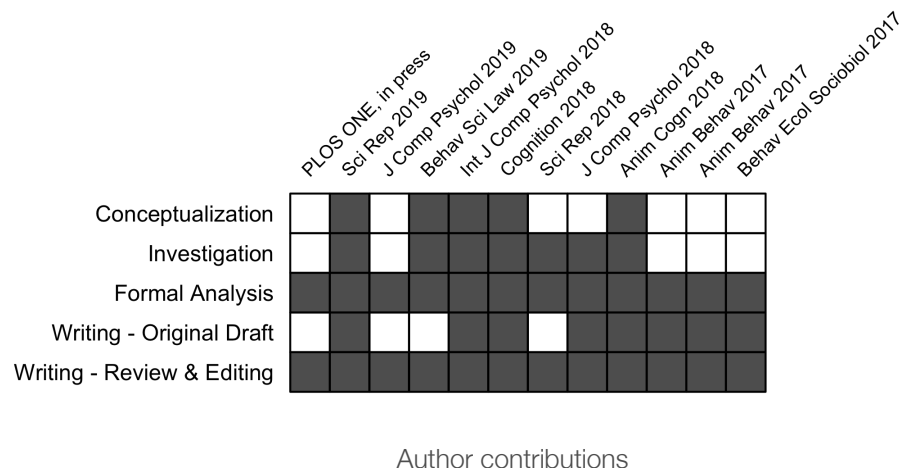 PLOS ONE, in press
Sci Rep 2019
J Comp Psychol 2019
Behav Sci Law 2019
Int J Comp Psychol 2018
Cognition 2018
Sci Rep 2018
J Comp Psychol 2018
Anim Cogn 2018
Anim Behav 2017
Anim Behav 2017
Behav Ecol Sociobiol 2017
Conceptualization
Investigation
Formal Analysis
Writing - Original Draft
Writing - Review & Editing
Author contributions